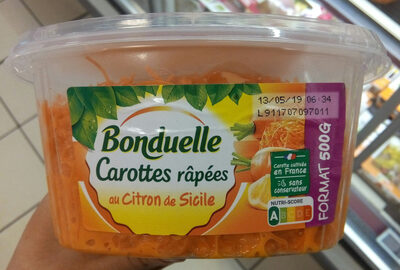 13/05/19 06:34
L911707097011
Bonduelle
Carottes râpées
au Citron de Sicile
Carotte cultivée
en France
sans
conservateur
NUTRI-SCORE
A
FORMAT 500G